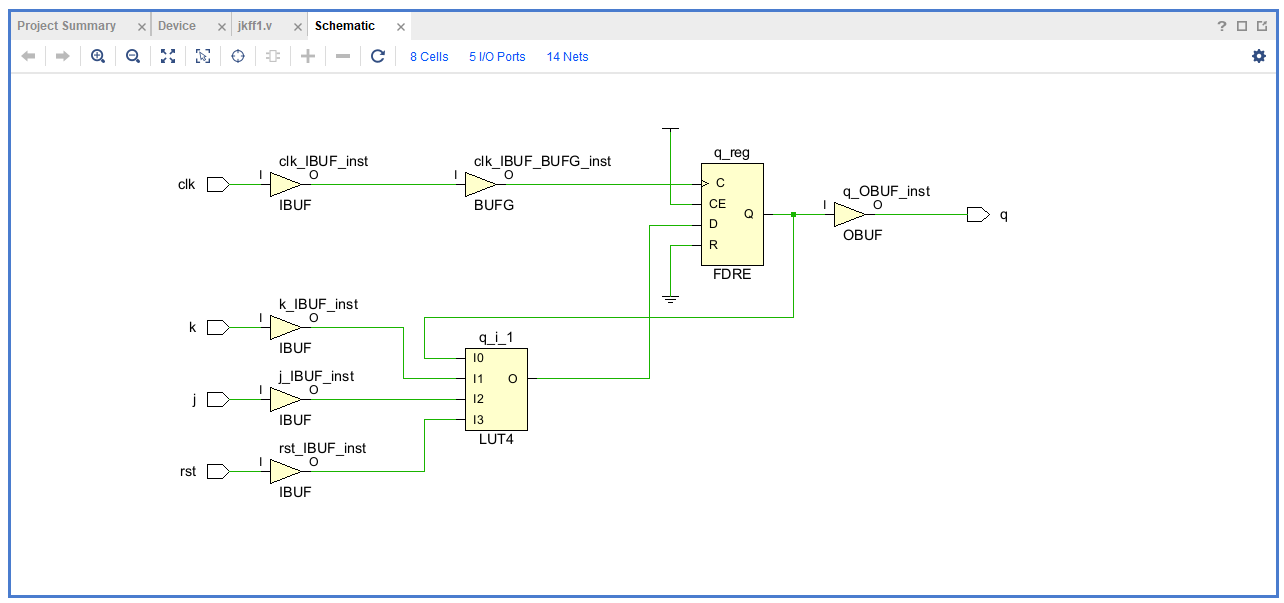 Project Summary Device jkff1.v Schematic ?
8 Cells 5 I/O Ports 14 Nets
clk I clk_IBUF_inst O IBUF
I clk_IBUF_BUFG_inst O BUFG
q_reg
C
CE
D
R
Q
FDRE
I q_OBUF_inst O OBUF q
k I k_IBUF_inst O IBUF
j I j_IBUF_inst O IBUF
rst I rst_IBUF_inst O IBUF
q_i_1
I0
I1 O
I2
I3
LUT4